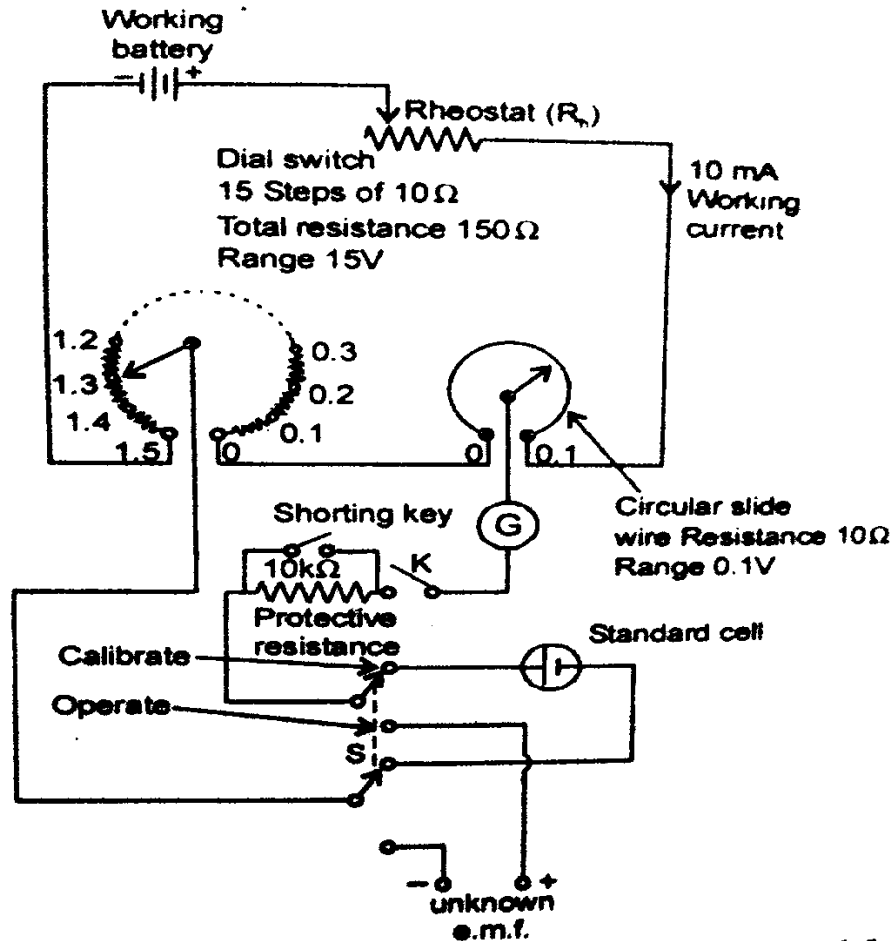 Working
battery
− +
Rheostat (Rh)
Dial switch
15 Steps of 10Ω
Total resistance 150Ω
Range 15V
10 mA
Working
current
1.2
1.3
1.4
1.5
0
0.1
0.2
0.3
0
0.1
Circular slide
wire Resistance 10Ω
Range 0.1V
G
Shorting key
10kΩ
K
Protective
resistance
Standard cell
Calibrate
Operate
S
− +
unknown
e.m.f.